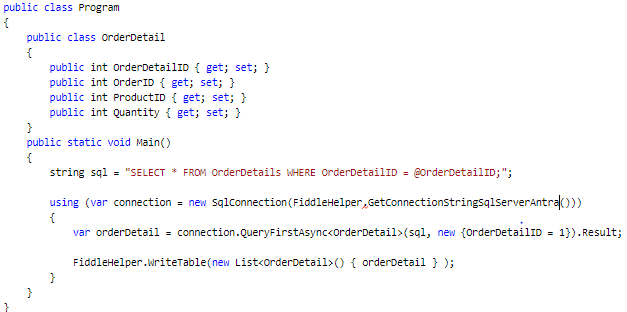 public class Program
{
    public class OrderDetail
    {
        public int OrderDetailID { get; set; }
        public int OrderID { get; set; }
        public int ProductID { get; set; }
        public int Quantity { get; set; }
    }
    public static void Main()
    {
        string sql = "SELECT * FROM OrderDetails WHERE OrderDetailID = @OrderDetailID;";
        using (var connection = new SqlConnection(FiddleHelper.GetConnectionStringSqlServerAntra()))
        {
            var orderDetail = connection.QueryFirstAsync<OrderDetail>(sql, new {OrderDetailID = 1}).Result;
            FiddleHelper.WriteTable(new List<OrderDetail>() { orderDetail } );
        }
    }
}